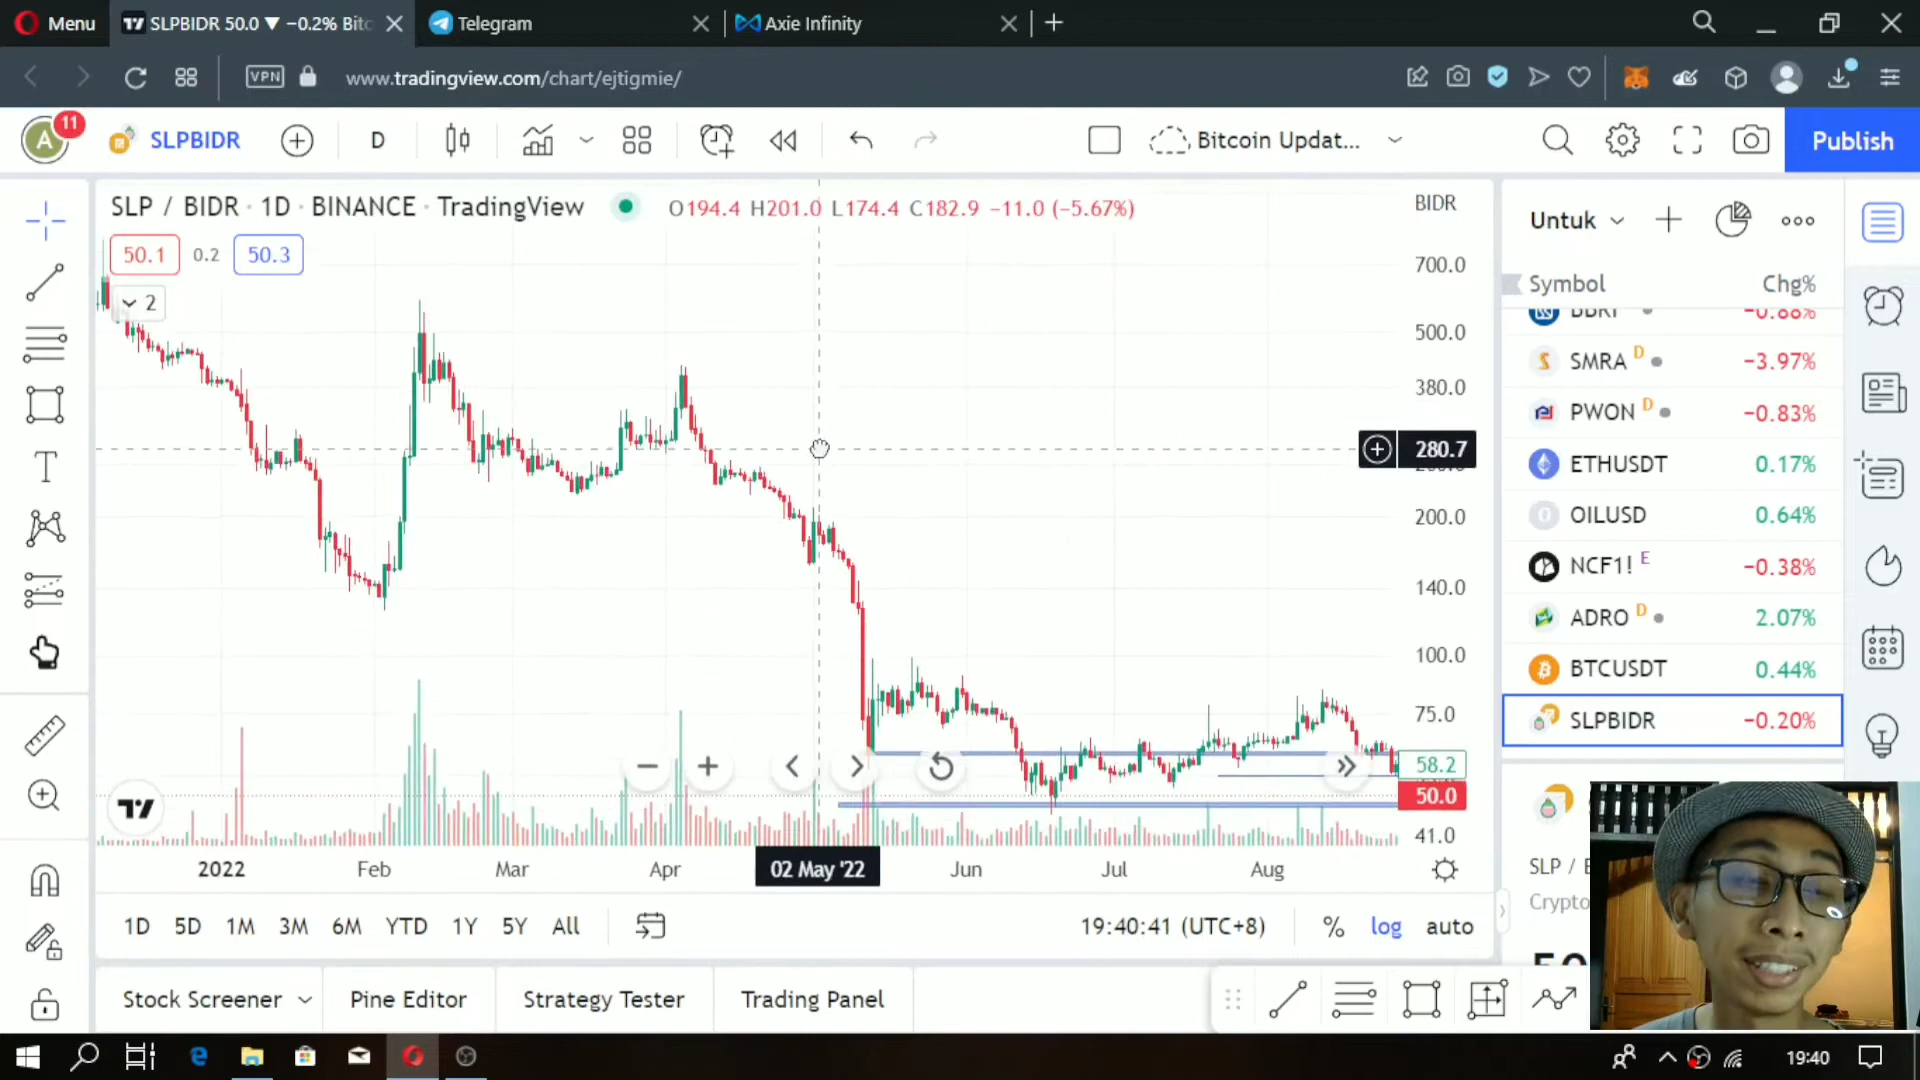 Menu
SLPBIDR 50.0 ▼ −0.2% Bitc
Telegram
Axie Infinity
VPN
www.tradingview.com/chart/ejtigmie/
A
11
SLPBIDR
D
Bitcoin Updat...
Publish
SLP / BIDR · 1D · BINANCE · TradingView
O194.4 H201.0 L174.4 C182.9 −11.0 (−5.67%)
BIDR
50.1
0.2
50.3
2
700.0
500.0
380.0
280.7
200.0
140.0
100.0
75.0
58.2
50.0
41.0
2022
Feb
Mar
Apr
02 May '22
Jun
Jul
Aug
1D
5D
1M
3M
6M
YTD
1Y
5Y
All
19:40:41 (UTC+8)
%
log
auto
Stock Screener
Pine Editor
Strategy Tester
Trading Panel
Untuk
Symbol
Chg%
BBRI
−0.88%
SMRA D
−3.97%
PWON D
−0.83%
ETHUSDT
0.17%
OILUSD
0.64%
NCF1! E
−0.38%
ADRO D
2.07%
BTCUSDT
0.44%
SLPBIDR
−0.20%
SLP /
Crypto
19:40